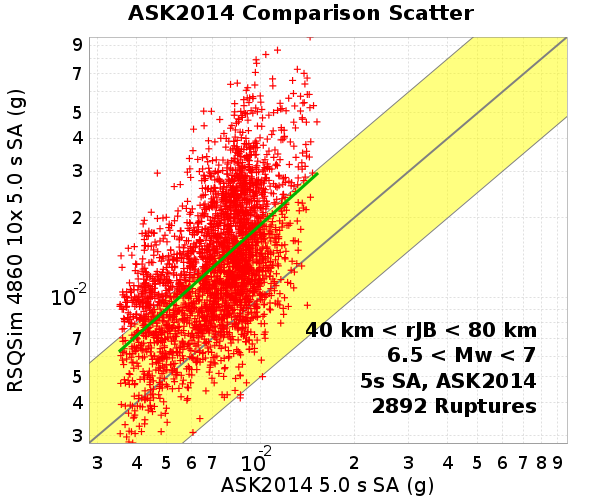 ASK2014 Comparison Scatter
RSQSim 4860 10x 5.0 s SA (g)
9
7
5
4
3
2
10-2
7
5
4
3
40 km < rJB < 80 km
6.5 < Mw < 7
5s SA, ASK2014
2892 Ruptures
3 4 5 6 7 10-2 2 3 4 5 6 7 8 9
ASK2014 5.0 s SA (g)